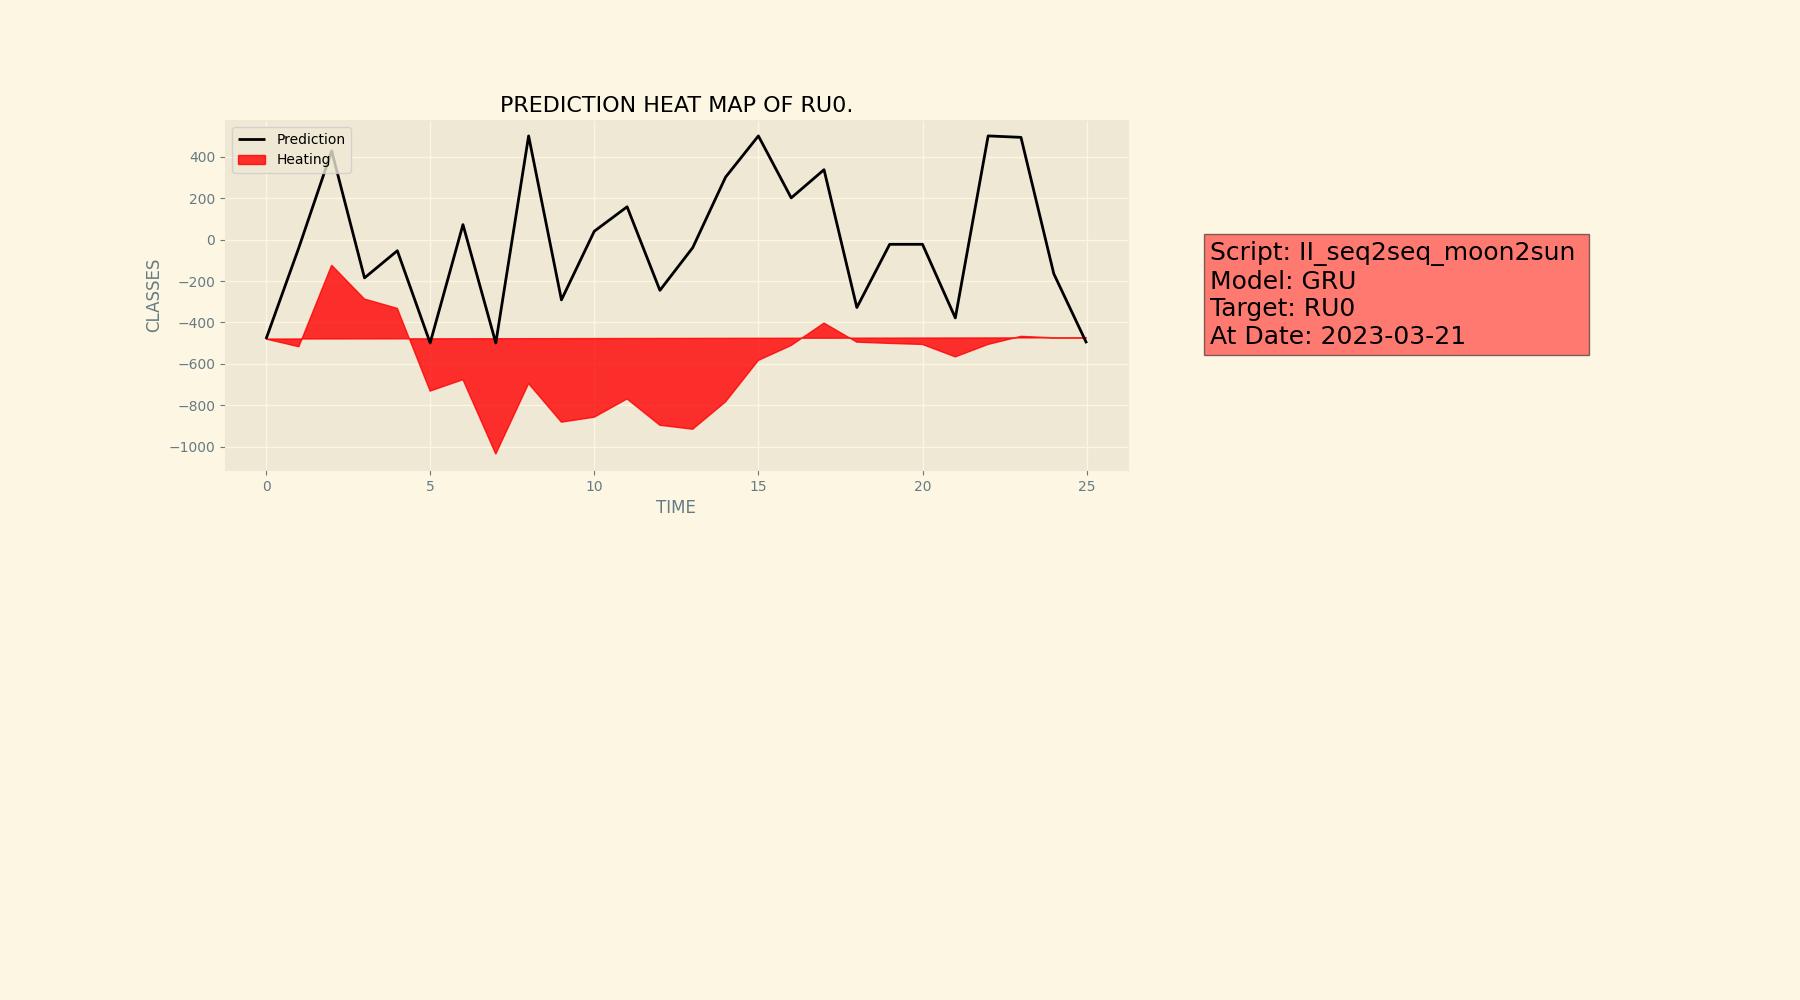 PREDICTION HEAT MAP OF RU0.
Prediction
Heating
400
200
0
−200
−400
−600
−800
−1000
CLASSES
0 5 10 15 20 25
TIME
Script: II_seq2seq_moon2sun
Model: GRU
Target: RU0
At Date: 2023-03-21